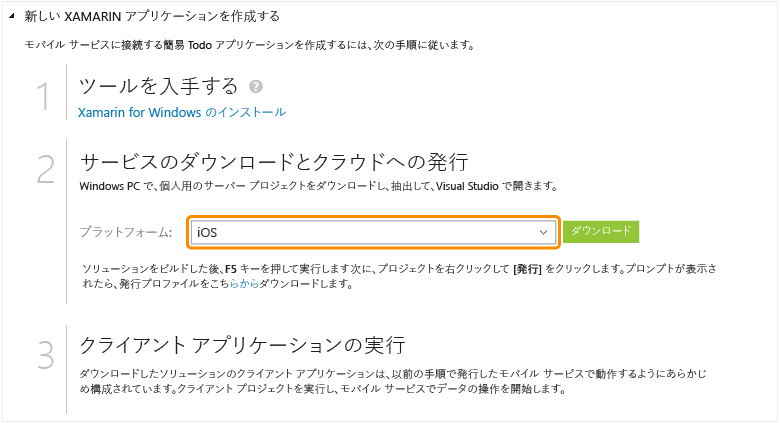 新しい XAMARIN アプリケーションを作成する
モバイル サービスに接続する簡易 Todo アプリケーションを作成するには、次の手順に従います。
1 ツールを入手する ?
Xamarin for Windows のインストール
2 サービスのダウンロードとクラウドへの発行
Windows PC で、個人用のサーバー プロジェクトをダウンロードし、抽出して、Visual Studio で開きます。
プラットフォーム: iOS ダウンロード
ソリューションをビルドした後、F5 キーを押して実行します次に、プロジェクトを右クリックして [発行] をクリックします。プロンプトが表示さ
れたら、発行プロファイルをこちらからダウンロードします。
3 クライアント アプリケーションの実行
ダウンロードしたソリューションのクライアント アプリケーションは、以前の手順で発行したモバイル サービスで動作するようにあらかじ
め構成されています。クライアント プロジェクトを実行し、モバイル サービスでデータの操作を開始します。